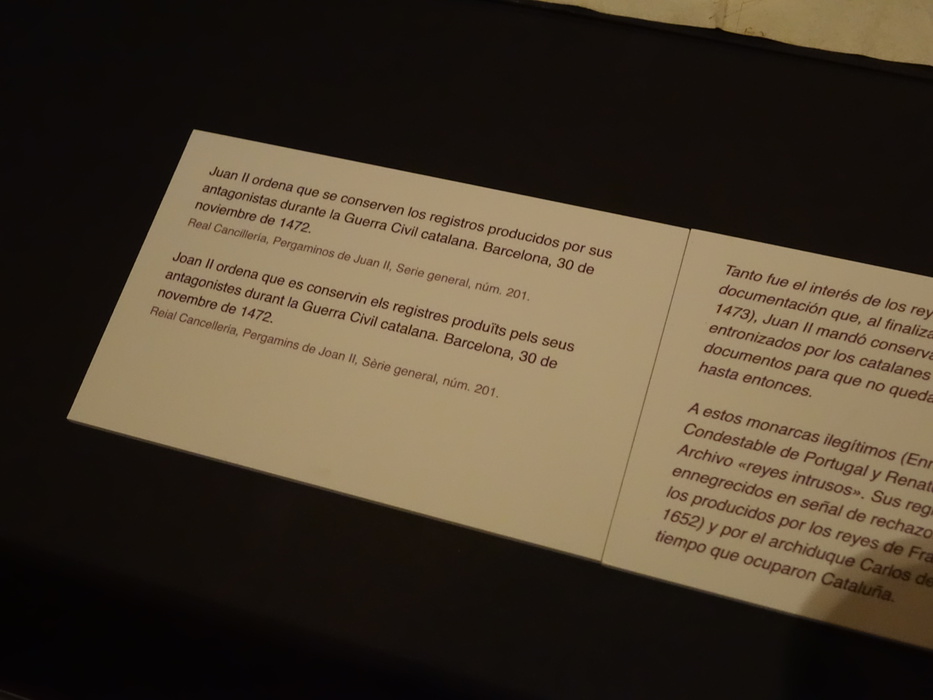 Juan II ordena que se conserven los registros producidos por sus
antagonistas durante la Guerra Civil catalana. Barcelona, 30 de
noviembre de 1472.
Real Cancillería, Pergaminos de Juan II, Serie general, núm. 201.
Joan II ordena que es conservin els registres produïts pels seus
antagonistes durant la Guerra Civil catalana. Barcelona, 30 de
novembre de 1472.
Reial Cancelleria, Pergamins de Joan II, Sèrie general, núm. 201.
Tanto fue el interés de los
documentación que, al
1473), Juan II mandó
entronizados por los catalanes
documentos para que no
hasta entonces.
A estos monarcas ilegítimos
Condestable de Portugal y
Archivo «reyes intrusos». Sus
ennegrecidos en señal de rechazo
los producidos por los reyes de
1652) y por el archiduque Carlos
tiempo que ocuparon Cataluña.